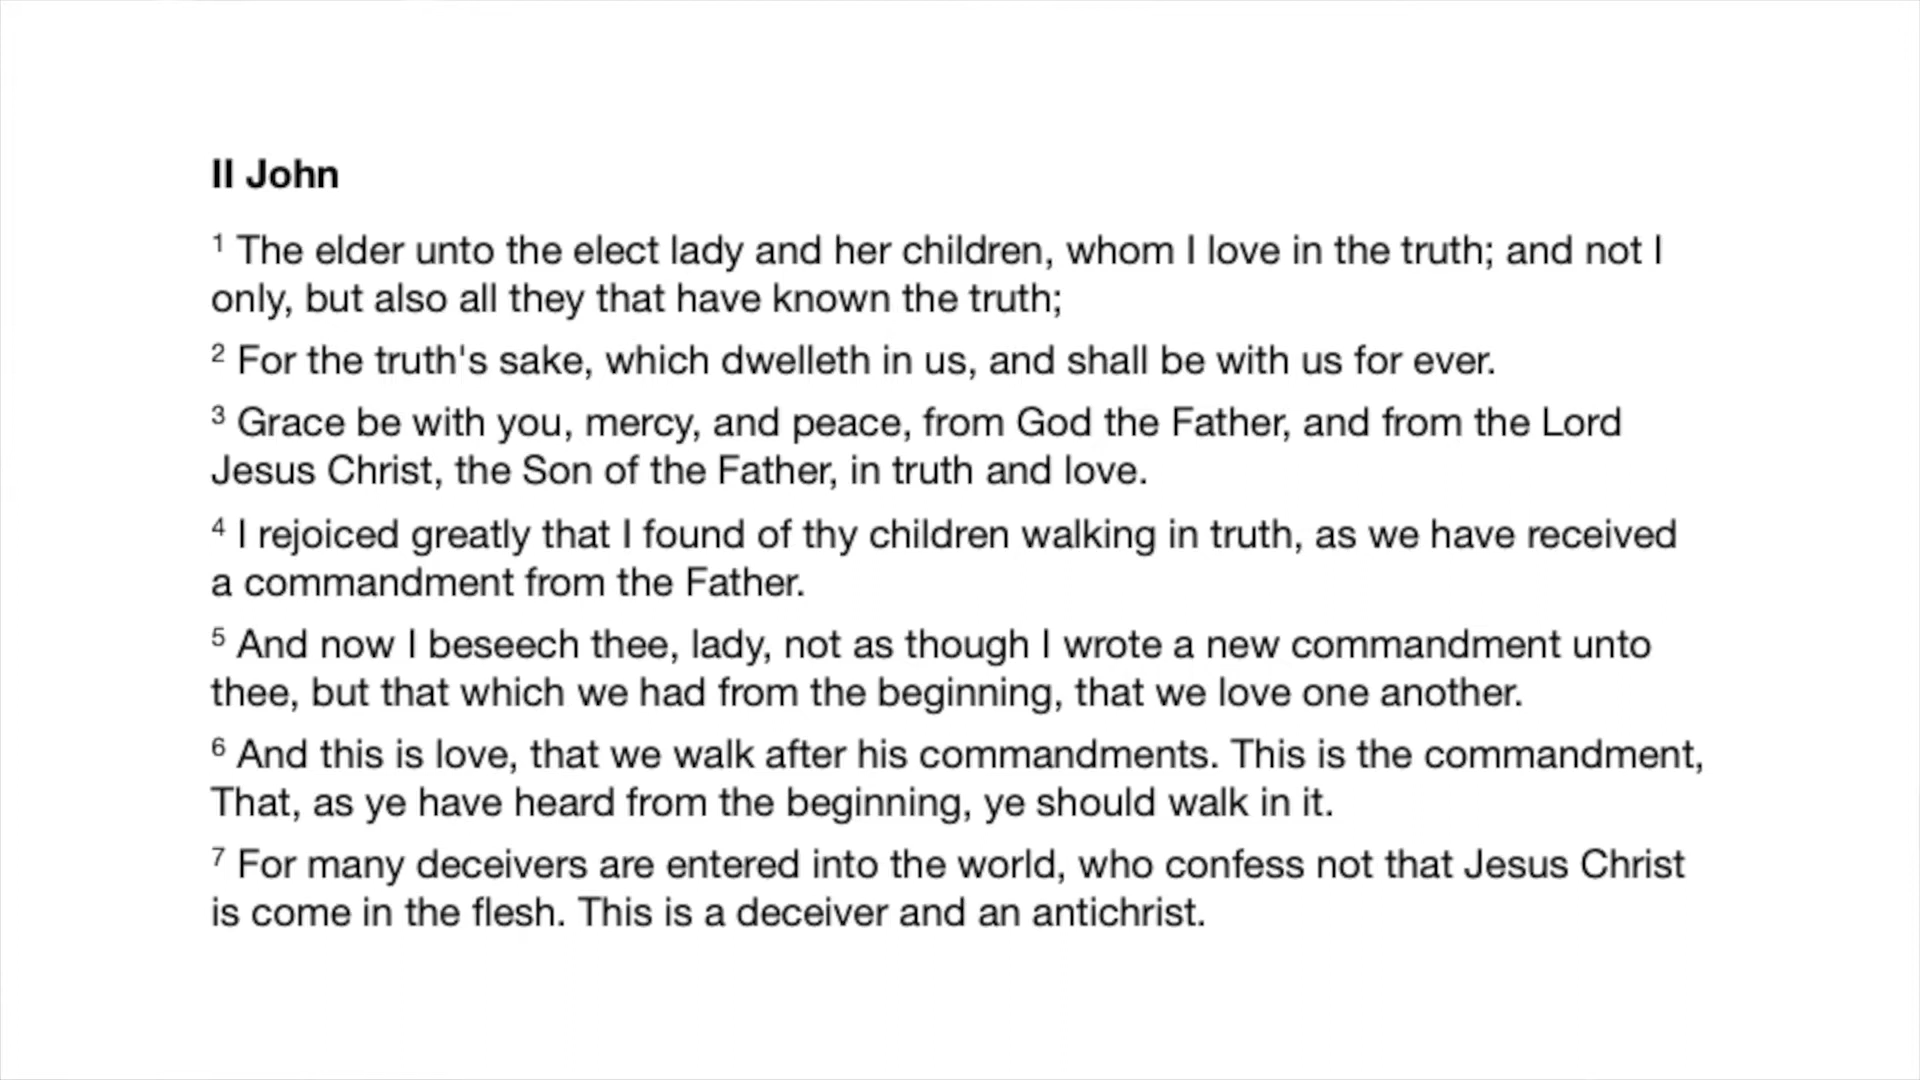 II John
1 The elder unto the elect lady and her children, whom I love in the truth; and not I
only, but also all they that have known the truth;
2 For the truth's sake, which dwelleth in us, and shall be with us for ever.
3 Grace be with you, mercy, and peace, from God the Father, and from the Lord
Jesus Christ, the Son of the Father, in truth and love.
4 I rejoiced greatly that I found of thy children walking in truth, as we have received
a commandment from the Father.
5 And now I beseech thee, lady, not as though I wrote a new commandment unto
thee, but that which we had from the beginning, that we love one another.
6 And this is love, that we walk after his commandments. This is the commandment,
That, as ye have heard from the beginning, ye should walk in it.
7 For many deceivers are entered into the world, who confess not that Jesus Christ
is come in the flesh. This is a deceiver and an antichrist.